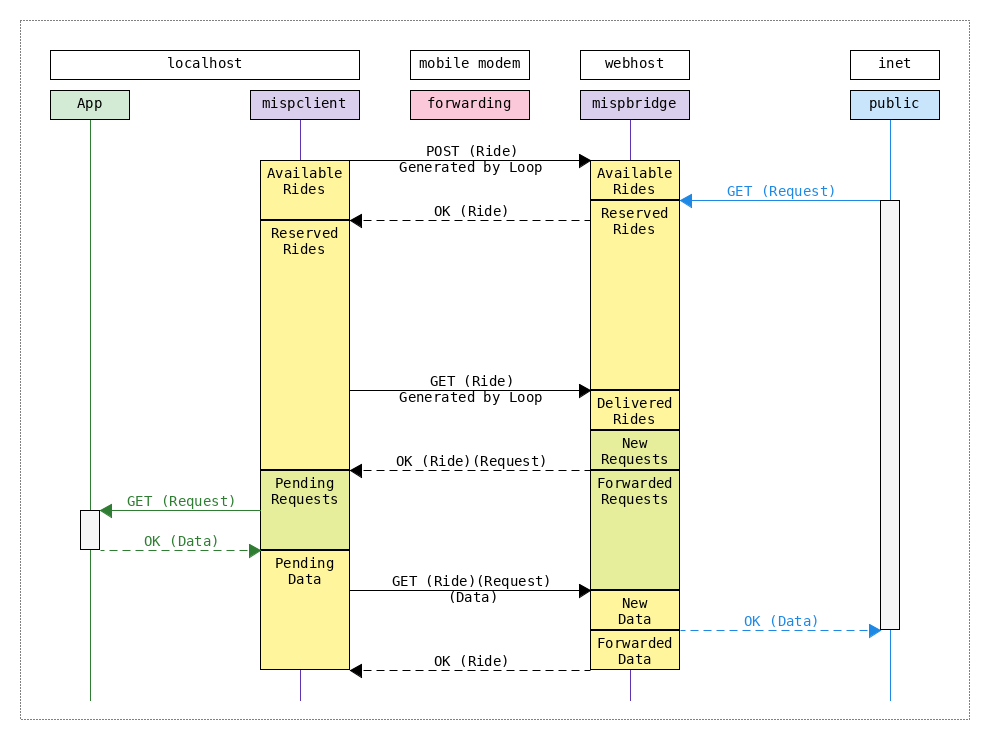 localhost
mobile modem
webhost
inet
App
mispclient
forwarding
mispbridge
public
POST (Ride)
Generated by Loop
Available
Rides
Available
Rides
GET (Request)
OK (Ride)
Reserved
Rides
Reserved
Rides
GET (Ride)
Generated by Loop
Delivered
Rides
New
Requests
OK (Ride)(Request)
Pending
Requests
Forwarded
Requests
GET (Request)
OK (Data)
Pending
Data
GET (Ride)(Request)
(Data)
New
Data
OK (Data)
Forwarded
Data
OK (Ride)